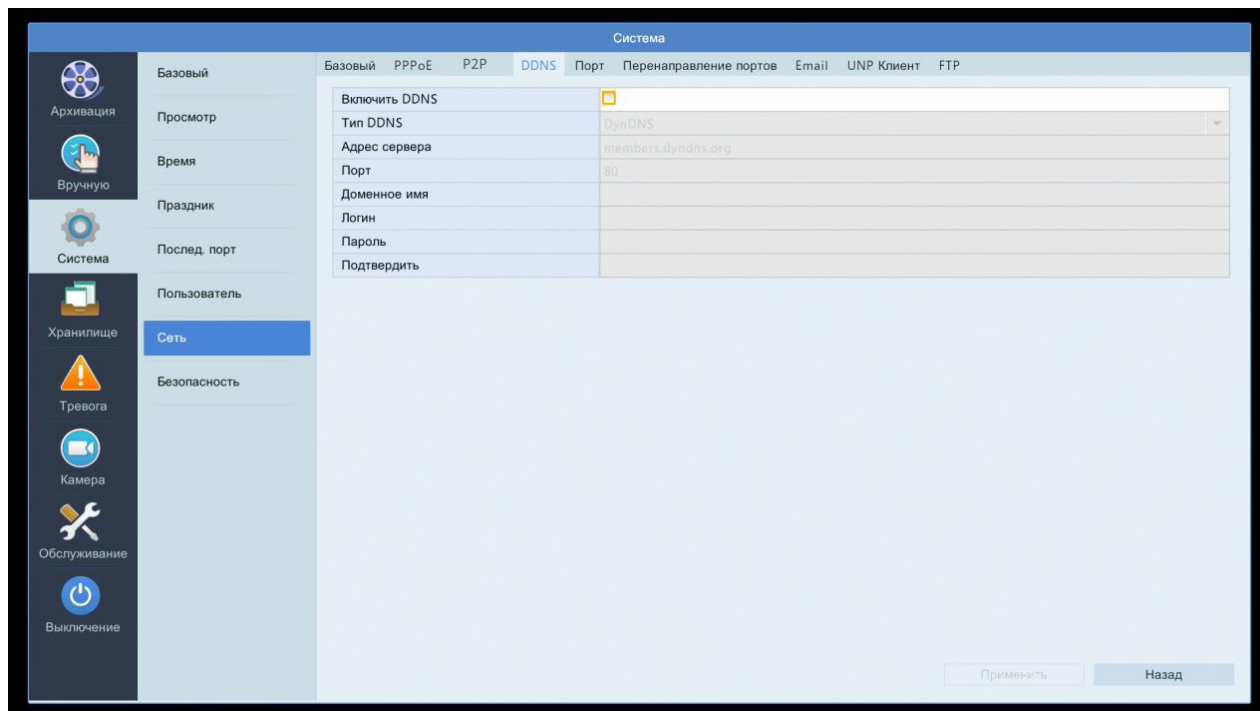 Система
Архивация
Вручную
Система
Хранилище
Тревога
Камера
Обслуживание
Выключение
Базовый
Просмотр
Время
Праздник
Послед. порт
Пользователь
Сеть
Безопасность
Базовый PPPoE P2P DDNS Порт Перенаправление портов Email UNP Клиент FTP
Включить DDNS
Тип DDNS DynDNS
Адрес сервера members.dyndns.org
Порт 80
Доменное имя
Логин
Пароль
Подтвердить
Применить Назад